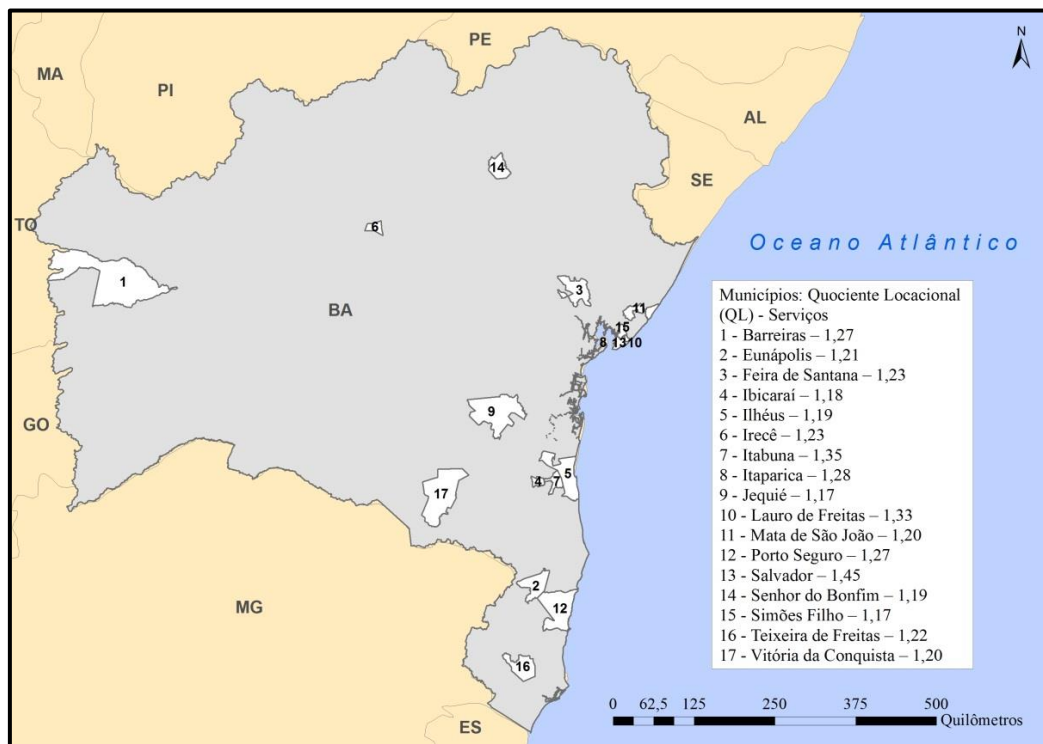 N
PE
MA
PI
AL
SE
14
TO
6
Oceano Atlântico
1
3
BA
11
15
8 13 10
9
GO
5
4 7
17
2
12
MG
16
ES
Municípios: Quociente Locacional
(QL) - Serviços
1 - Barreiras – 1,27
2 - Eunápolis – 1,21
3 - Feira de Santana – 1,23
4 - Ibicaraí – 1,18
5 - Ilhéus – 1,19
6 - Irecê – 1,23
7 - Itabuna – 1,35
8 - Itaparica – 1,28
9 - Jequié – 1,17
10 - Lauro de Freitas – 1,33
11 - Mata de São João – 1,20
12 - Porto Seguro – 1,27
13 - Salvador – 1,45
14 - Senhor do Bonfim – 1,19
15 - Simões Filho – 1,17
16 - Teixeira de Freitas – 1,22
17 - Vitória da Conquista – 1,20
0 62,5 125 250 375 500
Quilômetros